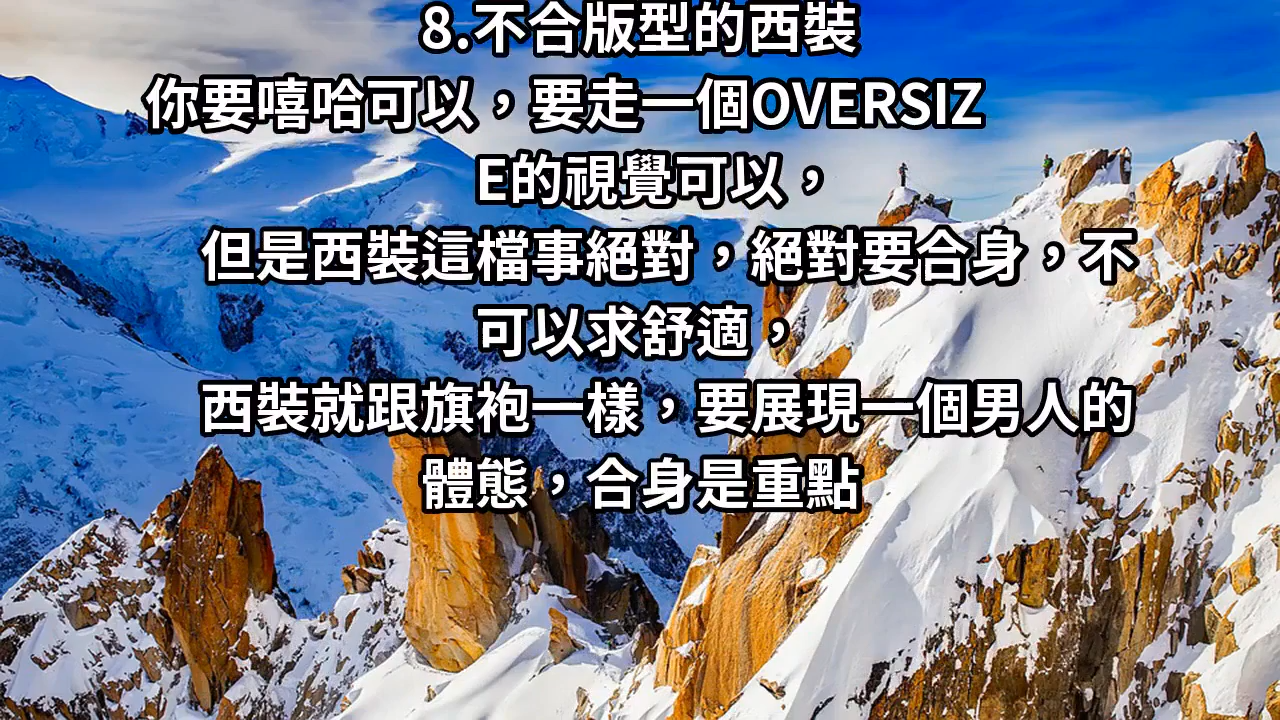 8.不合版型的西裝
你要嘻哈可以，要走一個OVERSIZ
E的視覺可以，
但是西裝這檔事絕對，絕對要合身，不
可以求舒適，
西裝就跟旗袍一樣，要展現一個男人的
體態，合身是重點